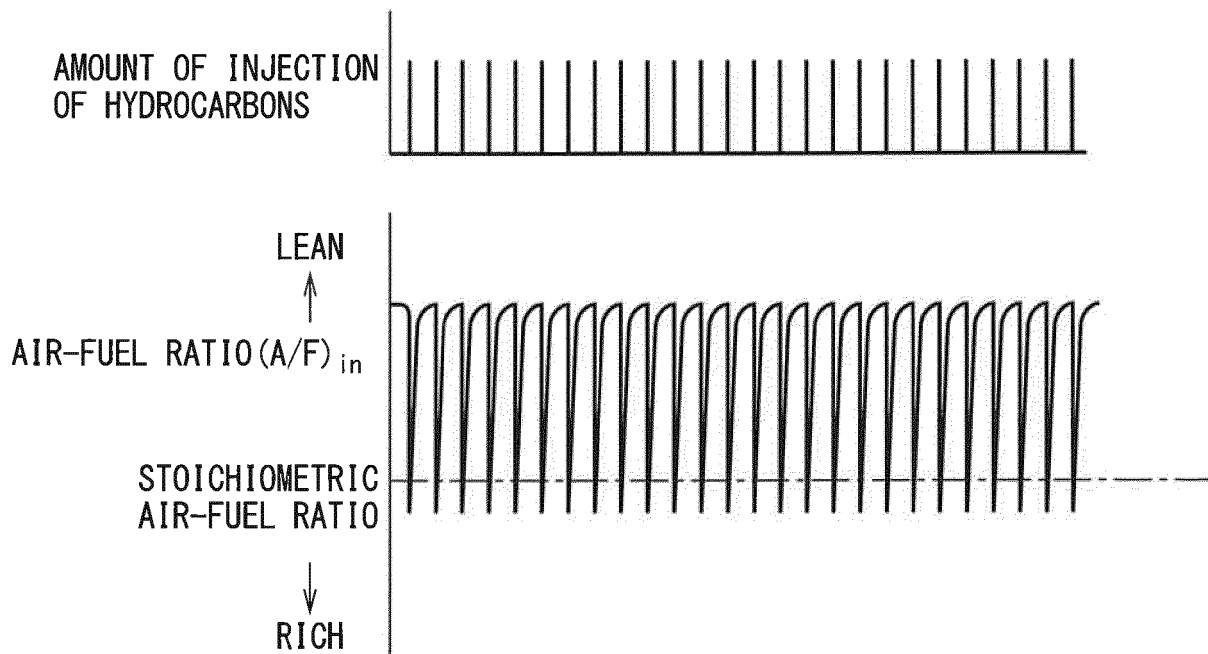 AMOUNT OF INJECTION
OF HYDROCARBONS
LEAN
AIR-FUEL RATIO(A/F)in
STOICHIOMETRIC
AIR-FUEL RATIO
RICH